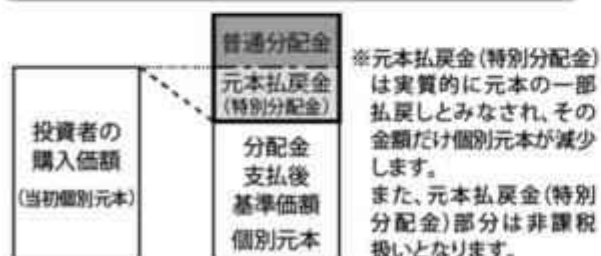 普通分配金
元本払戻金
(特別分配金)
投資者の
購入価額
(当初個別元本)
分配金
支払後
基準価額
個別元本
※元本払戻金(特別分配金)
は実質的に元本の一部
払戻しとみなされ、その
金額だけ個別元本が減少
します。
また、元本払戻金(特別
分配金)部分は非課税
扱いとなります。